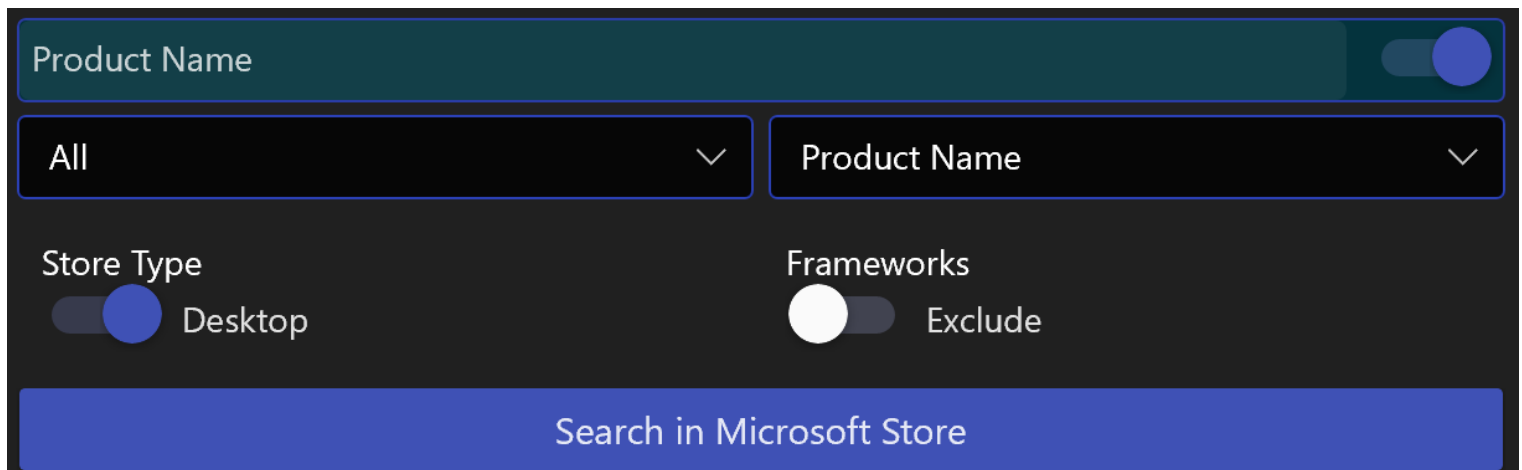 Product Name
All
Product Name
Store Type
Frameworks
Desktop
Exclude
Search in Microsoft Store